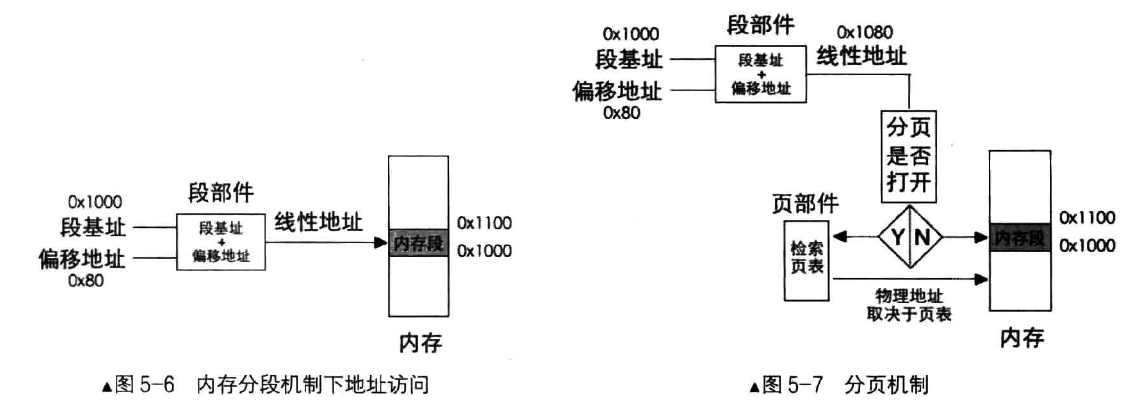 0x1000
段基址
偏移地址
0x80
段部件
段基址
+
偏移地址
线性地址
内存段
0x1100
0x1000
内存
▲图 5-6 内存分段机制下地址访问
0x1000
段基址
偏移地址
0x80
段部件
段基址
+
偏移地址
0x1080
线性地址
分页
是否
打开
页部件
检索
页表
Y N
物理地址
取决于页表
内存段
0x1100
0x1000
内存
▲图 5-7 分页机制